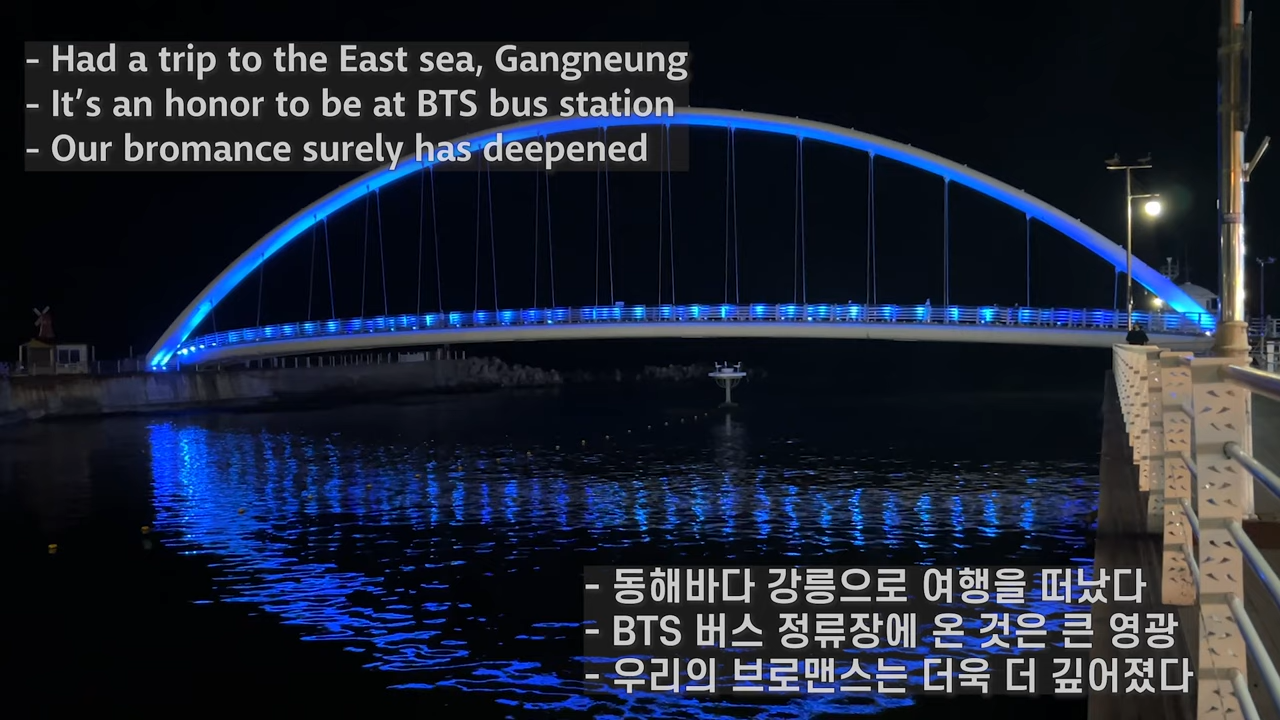 - Had a trip to the East sea, Gangneung
- It’s an honor to be at BTS bus station
- Our bromance surely has deepened
- 동해바다 강릉으로 여행을 떠났다
- BTS 버스 정류장에 온 것은 큰 영광
- 우리의 브로맨스는 더욱 더 깊어졌다